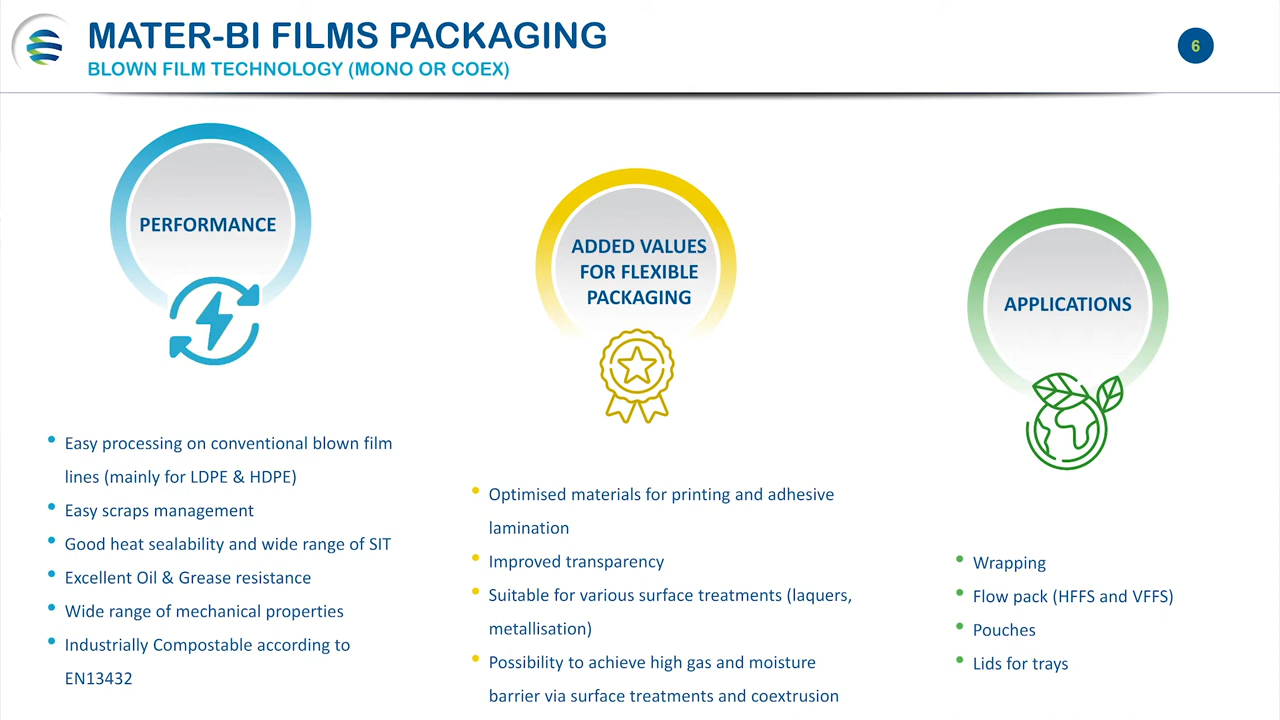 MATER-BI FILMS PACKAGING
BLOWN FILM TECHNOLOGY (MONO OR COEX)
6
PERFORMANCE
• Easy processing on conventional blown film
lines (mainly for LDPE & HDPE)
• Easy scraps management
• Good heat sealability and wide range of SIT
• Excellent Oil & Grease resistance
• Wide range of mechanical properties
• Industrially Compostable according to
EN13432
ADDED VALUES
FOR FLEXIBLE
PACKAGING
• Optimised materials for printing and adhesive
lamination
• Improved transparency
• Suitable for various surface treatments (laquers,
metallisation)
• Possibility to achieve high gas and moisture
barrier via surface treatments and coextrusion
APPLICATIONS
• Wrapping
• Flow pack (HFFS and VFFS)
• Pouches
• Lids for trays